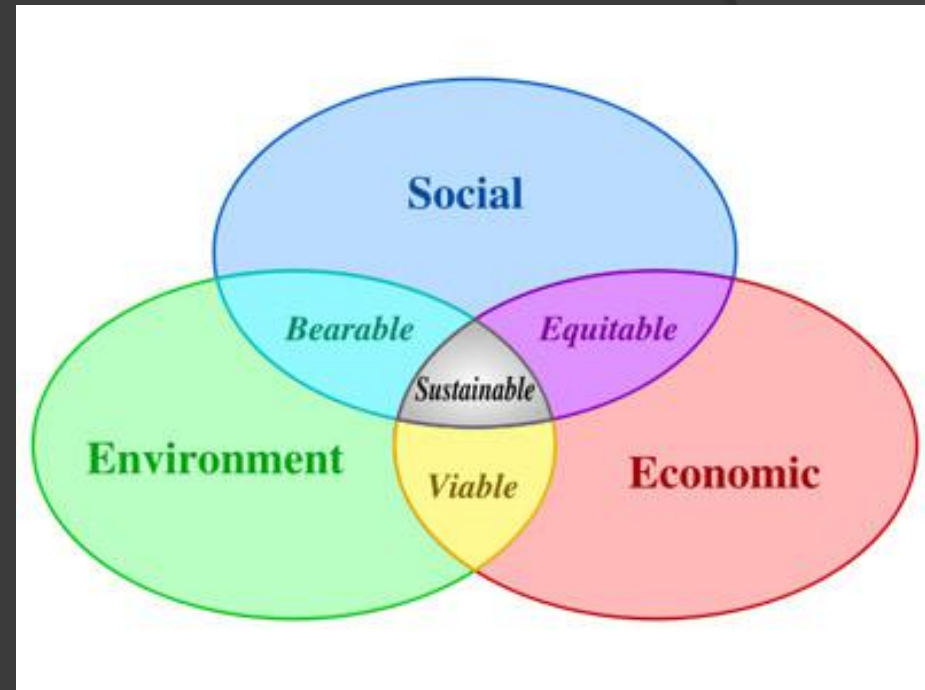 Social
Bearable
Equitable
Sustainable
Environment
Viable
Economic